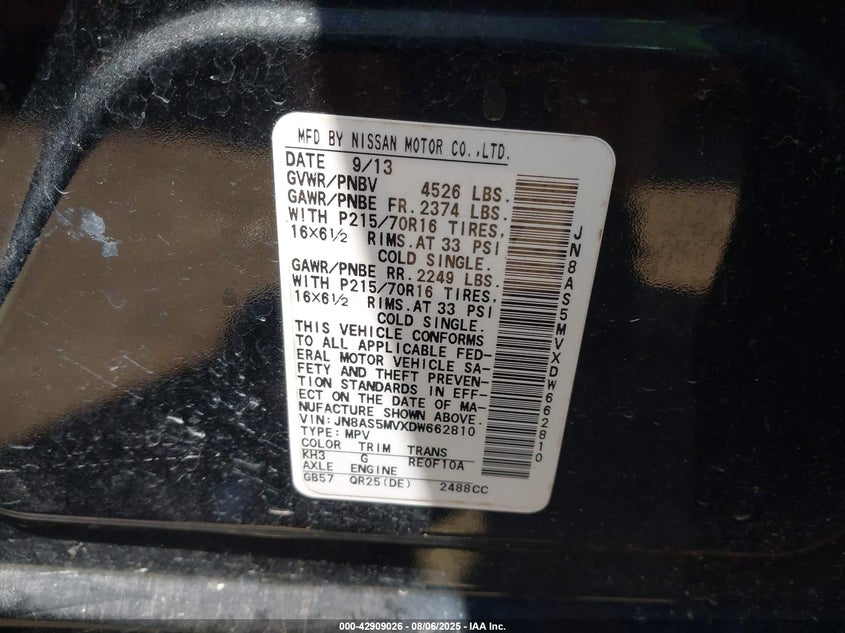 MFD BY NISSAN MOTOR CO.,LTD.
DATE 9/13
GVWR/PNBV 4526 LBS.
GAWR/PNBE FR. 2374 LBS.
WITH P215/70R16 TIRES,
16×6½ RIMS.AT 33 PSI
COLD SINGLE.
GAWR/PNBE RR. 2249 LBS.
WITH P215/70R16 TIRES,
16×6½ RIMS.AT 33 PSI
COLD SINGLE.
THIS VEHICLE CONFORMS
TO ALL APPLICABLE FED-
ERAL MOTOR VEHICLE SA-
FETY AND THEFT PREVEN-
TION STANDARDS IN EFF-
ECT ON THE DATE OF MA-
NUFACTURE SHOWN ABOVE.
VIN: JN8AS5MVXDW662810
TYPE: MPV
COLOR TRIM TRANS
KH3 G RE0F10A
AXLE ENGINE
GB57 QR25(DE) 2488CC
JN8AS5MVXDW662810
000-42909026 - 08/06/2025 - IAA Inc.